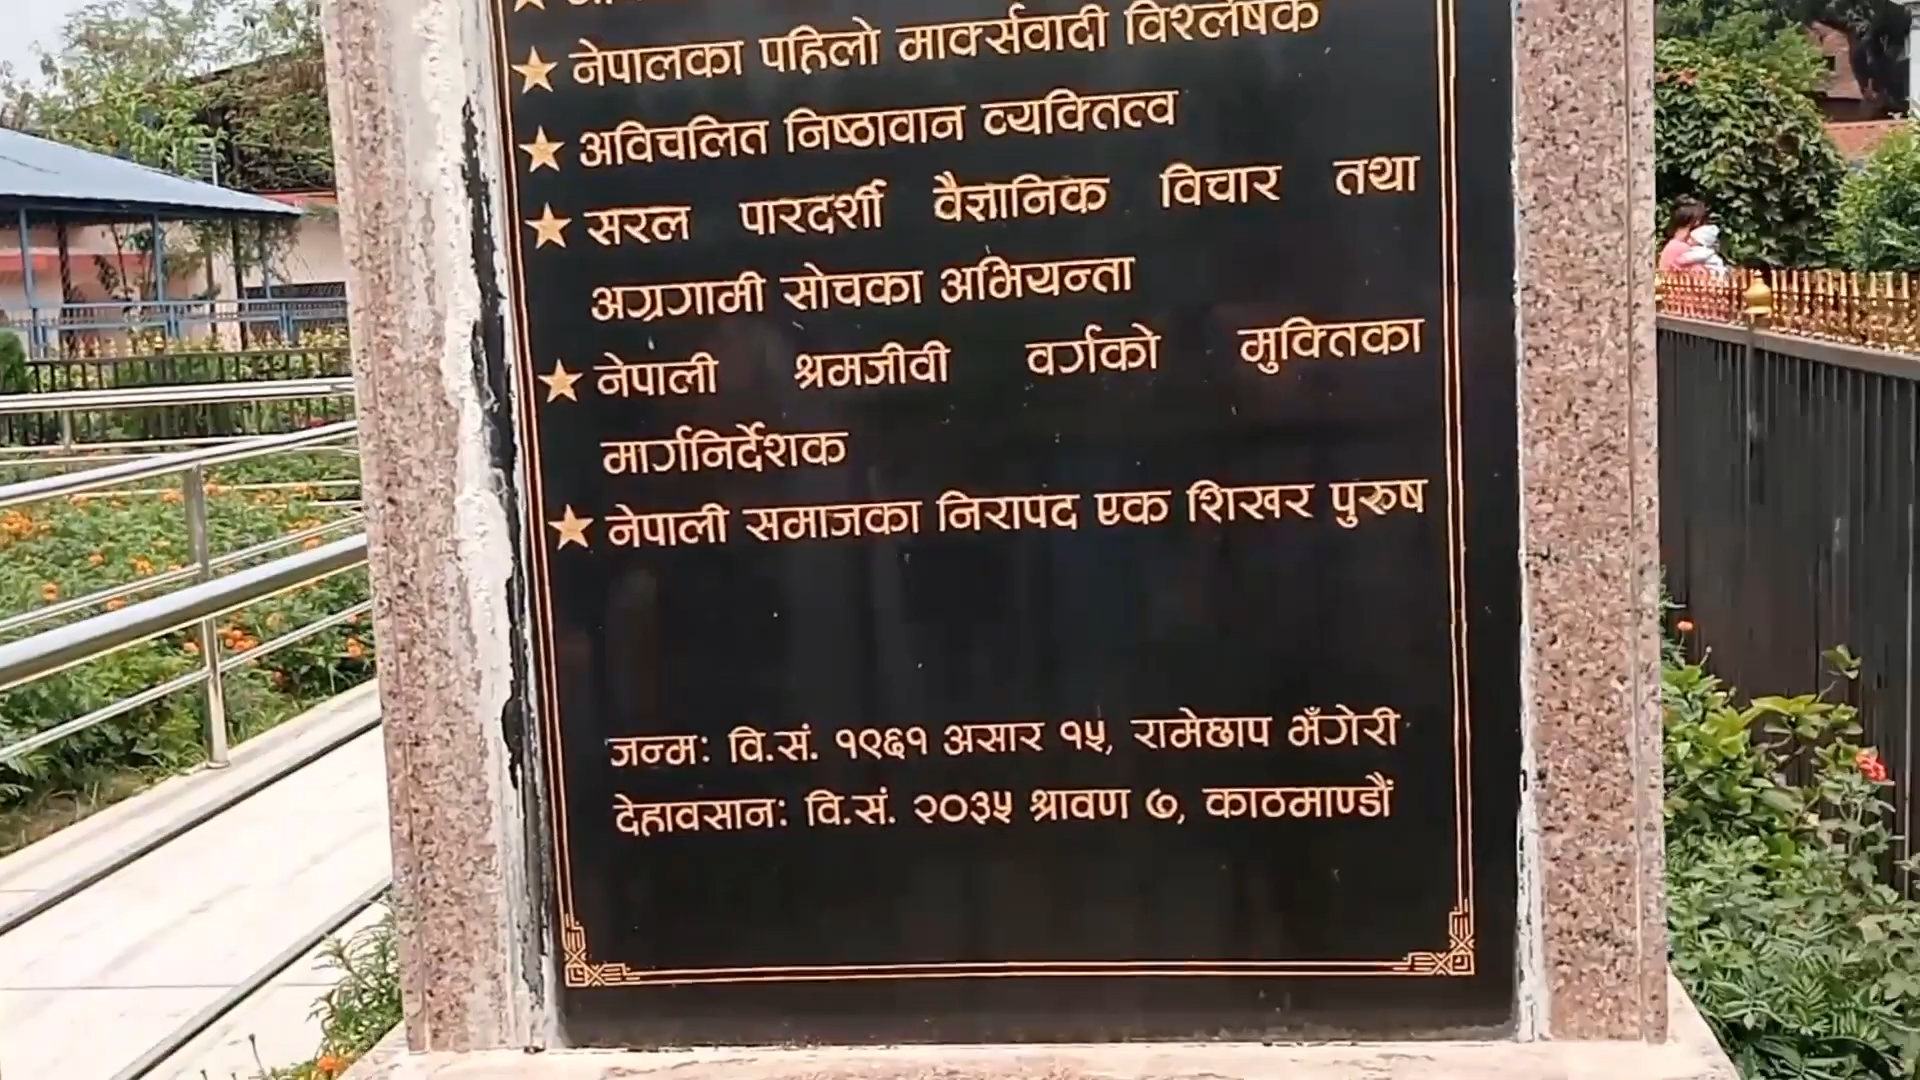 ★ नेपालका पहिलो मार्क्सवादी विश्लेषक
★ अविचलित निष्ठावान व्यक्तित्व
★ सरल पारदर्शी वैज्ञानिक विचार तथा
अग्रगामी सोचका अभियन्ता
★ नेपाली श्रमजीवी वर्गको मुक्तिका
मार्गनिर्देशक
★ नेपाली समाजका निरापद एक शिखर पुरुष
जन्म: वि.सं. १९६१ असार १५, रामेछाप भँगेरी
देहावसान: वि.सं. २०३५ श्रावण ७, काठमाण्डौं